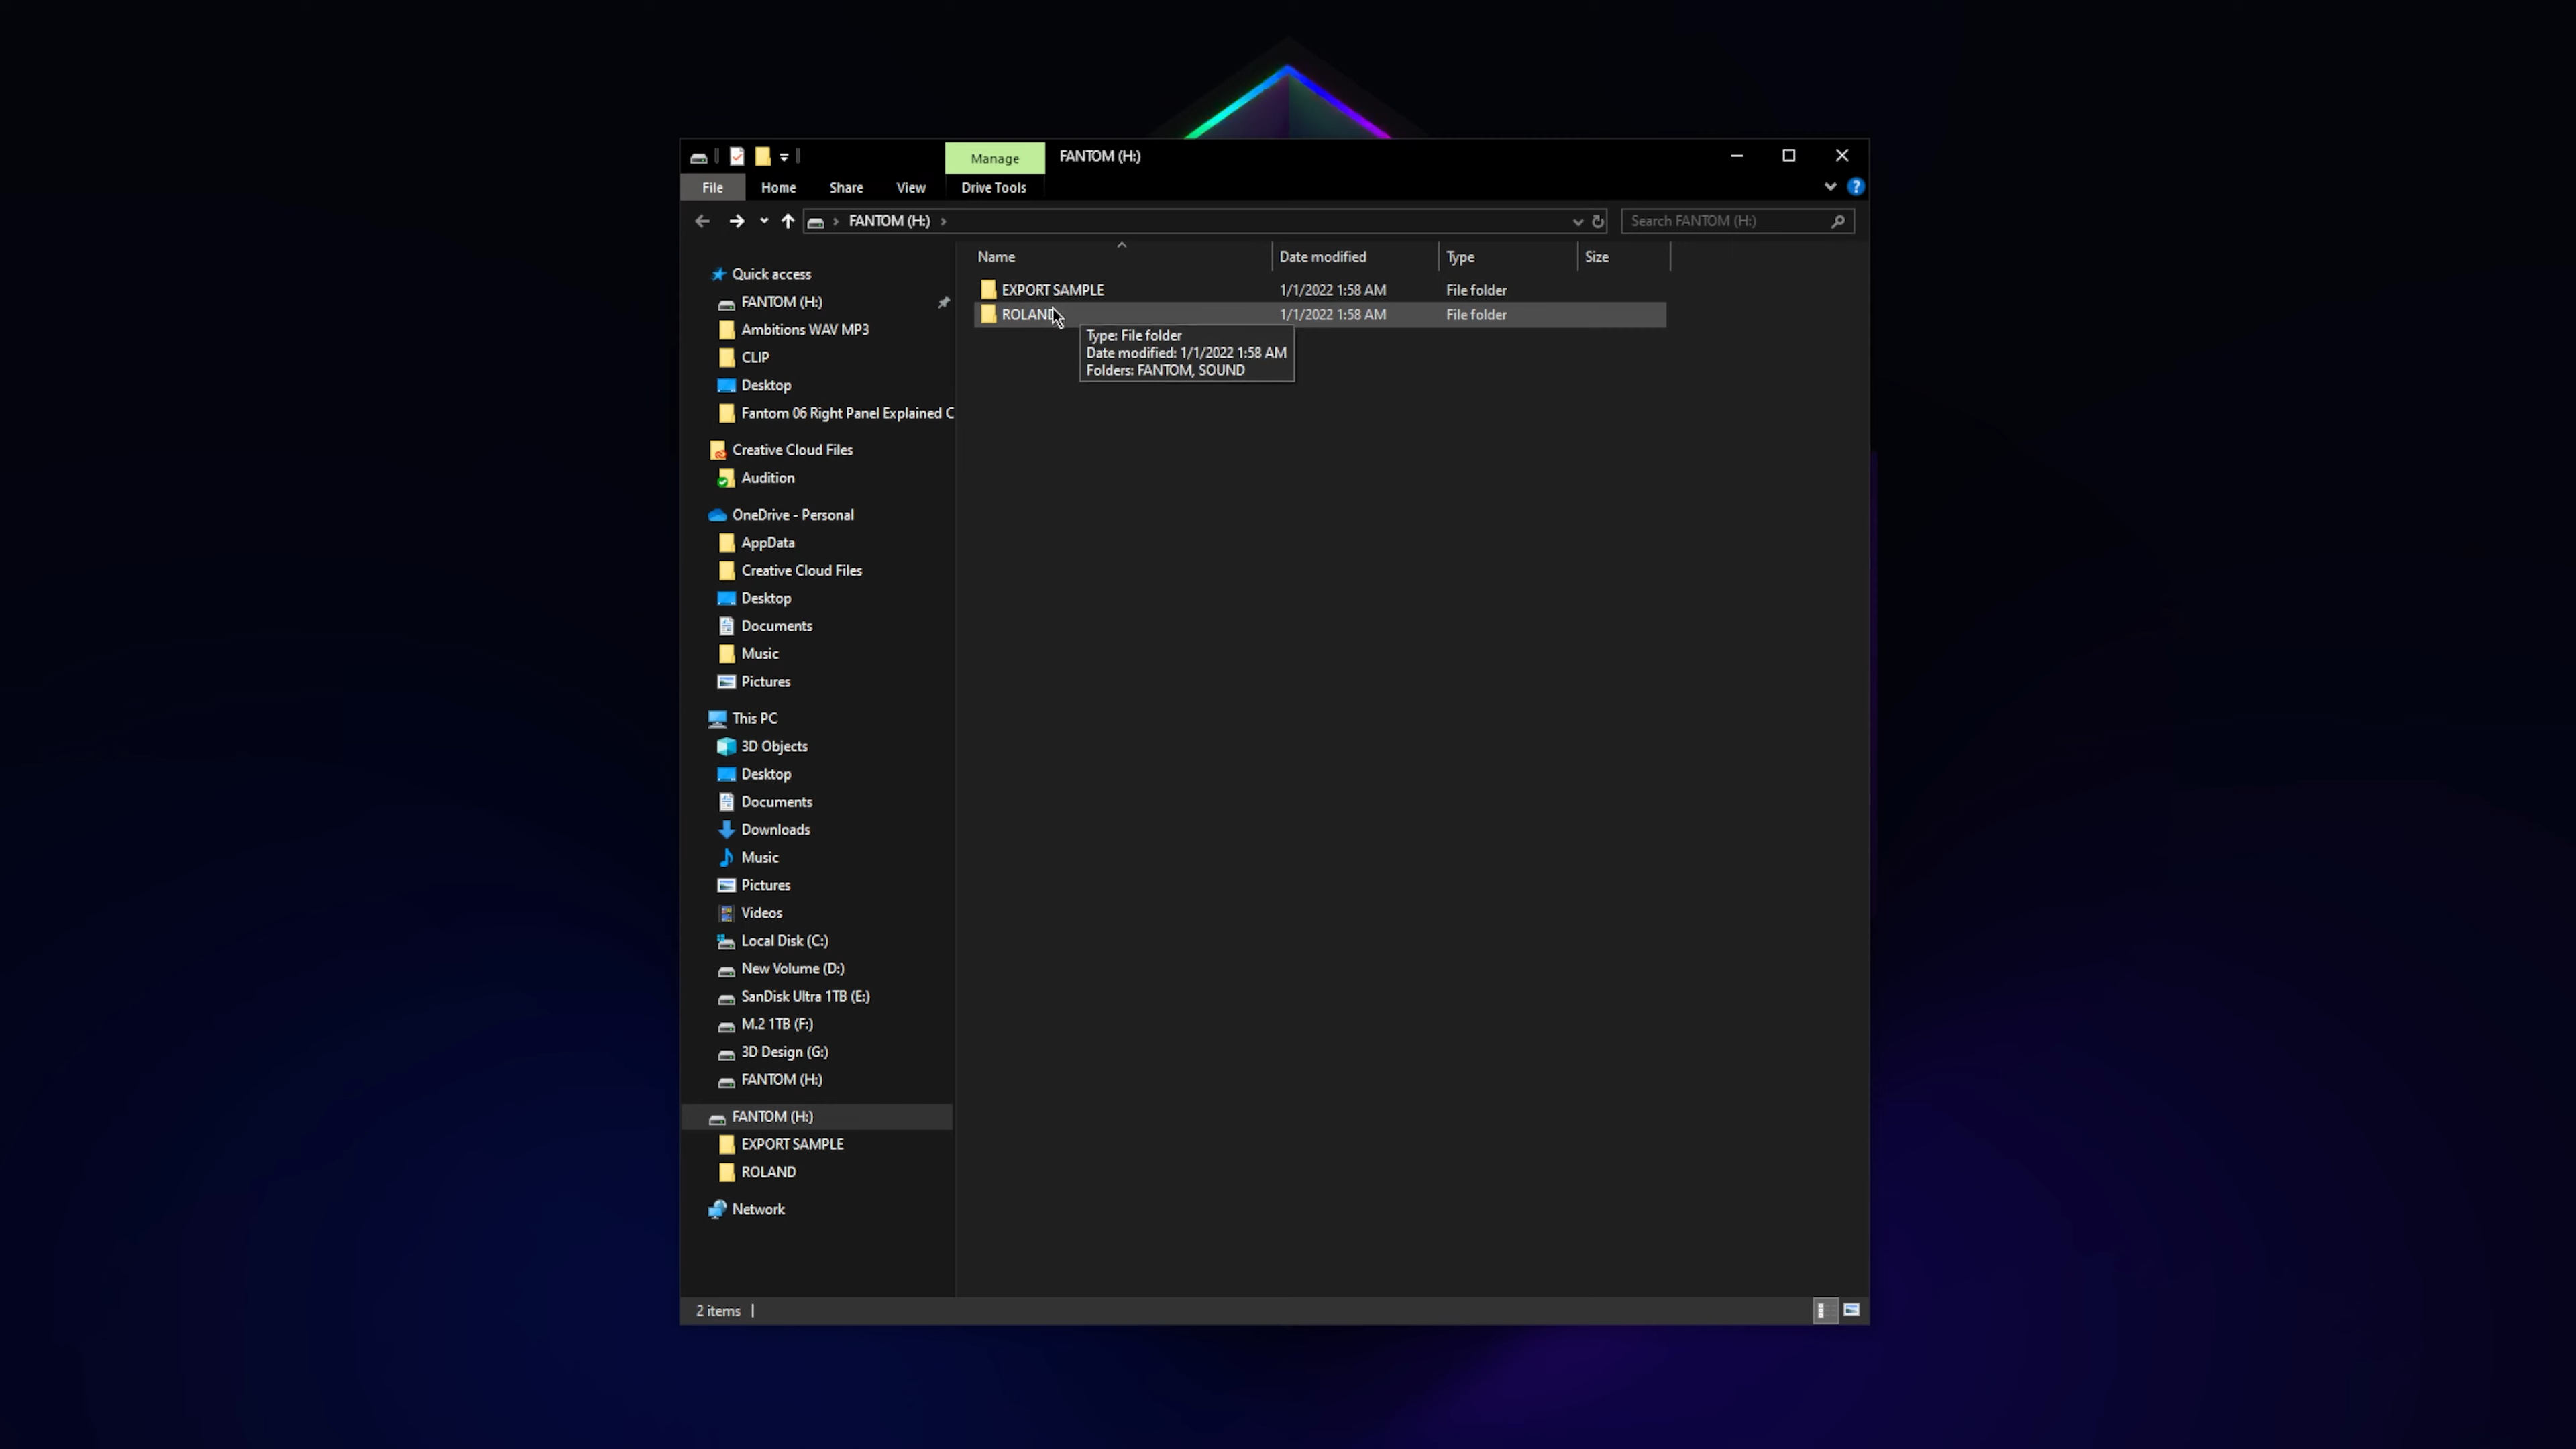 Manage
FANTOM (H:)
File
Home
Share
View
Drive Tools
?
FANTOM (H:)
Search FANTOM (H:)
Name
Date modified
Type
Size
EXPORT SAMPLE 1/1/2022 1:58 AM File folder
ROLAND 1/1/2022 1:58 AM File folder
Type: File folder
Date modified: 1/1/2022 1:58 AM
Folders: FANTOM, SOUND
Quick access
FANTOM (H:)
Ambitions WAV MP3
CLIP
Desktop
Fantom 06 Right Panel Explained C
Creative Cloud Files
Audition
OneDrive - Personal
AppData
Creative Cloud Files
Desktop
Documents
Music
Pictures
This PC
3D Objects
Desktop
Documents
Downloads
Music
Pictures
Videos
Local Disk (C:)
New Volume (D:)
SanDisk Ultra 1TB (E:)
M.2 1TB (F:)
3D Design (G:)
FANTOM (H:)
FANTOM (H:)
EXPORT SAMPLE
ROLAND
Network
2 items